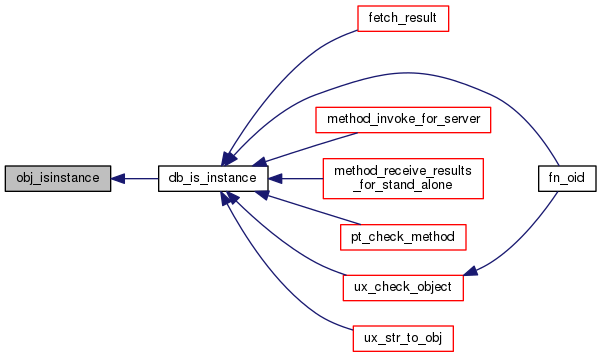 fetch_result
method_invoke_for_server
obj_isinstance
db_is_instance
method_receive_results
_for_stand_alone
fn_oid
pt_check_method
ux_check_object
ux_str_to_obj